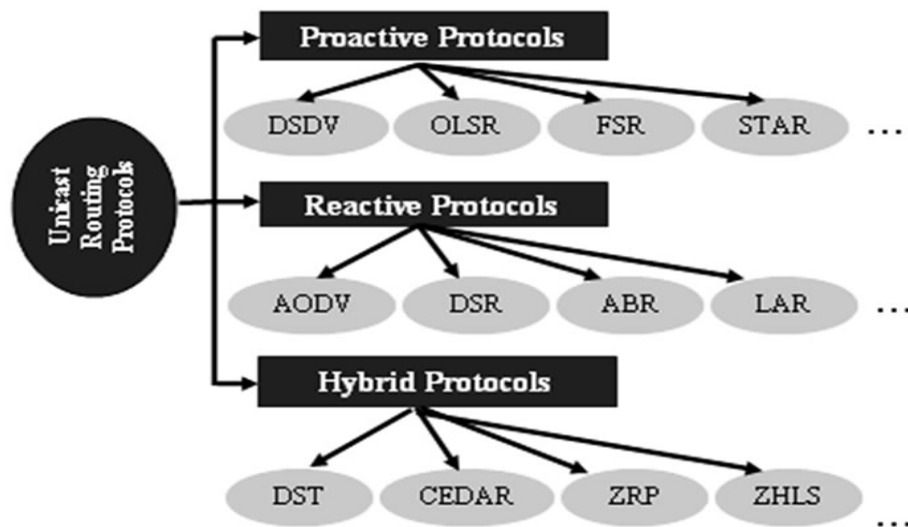 Unicast
Routing
Protocols
Proactive Protocols
DSDV OLSR FSR STAR ...
Reactive Protocols
AODV DSR ABR LAR ...
Hybrid Protocols
DST CEDAR ZRP ZHLS ...